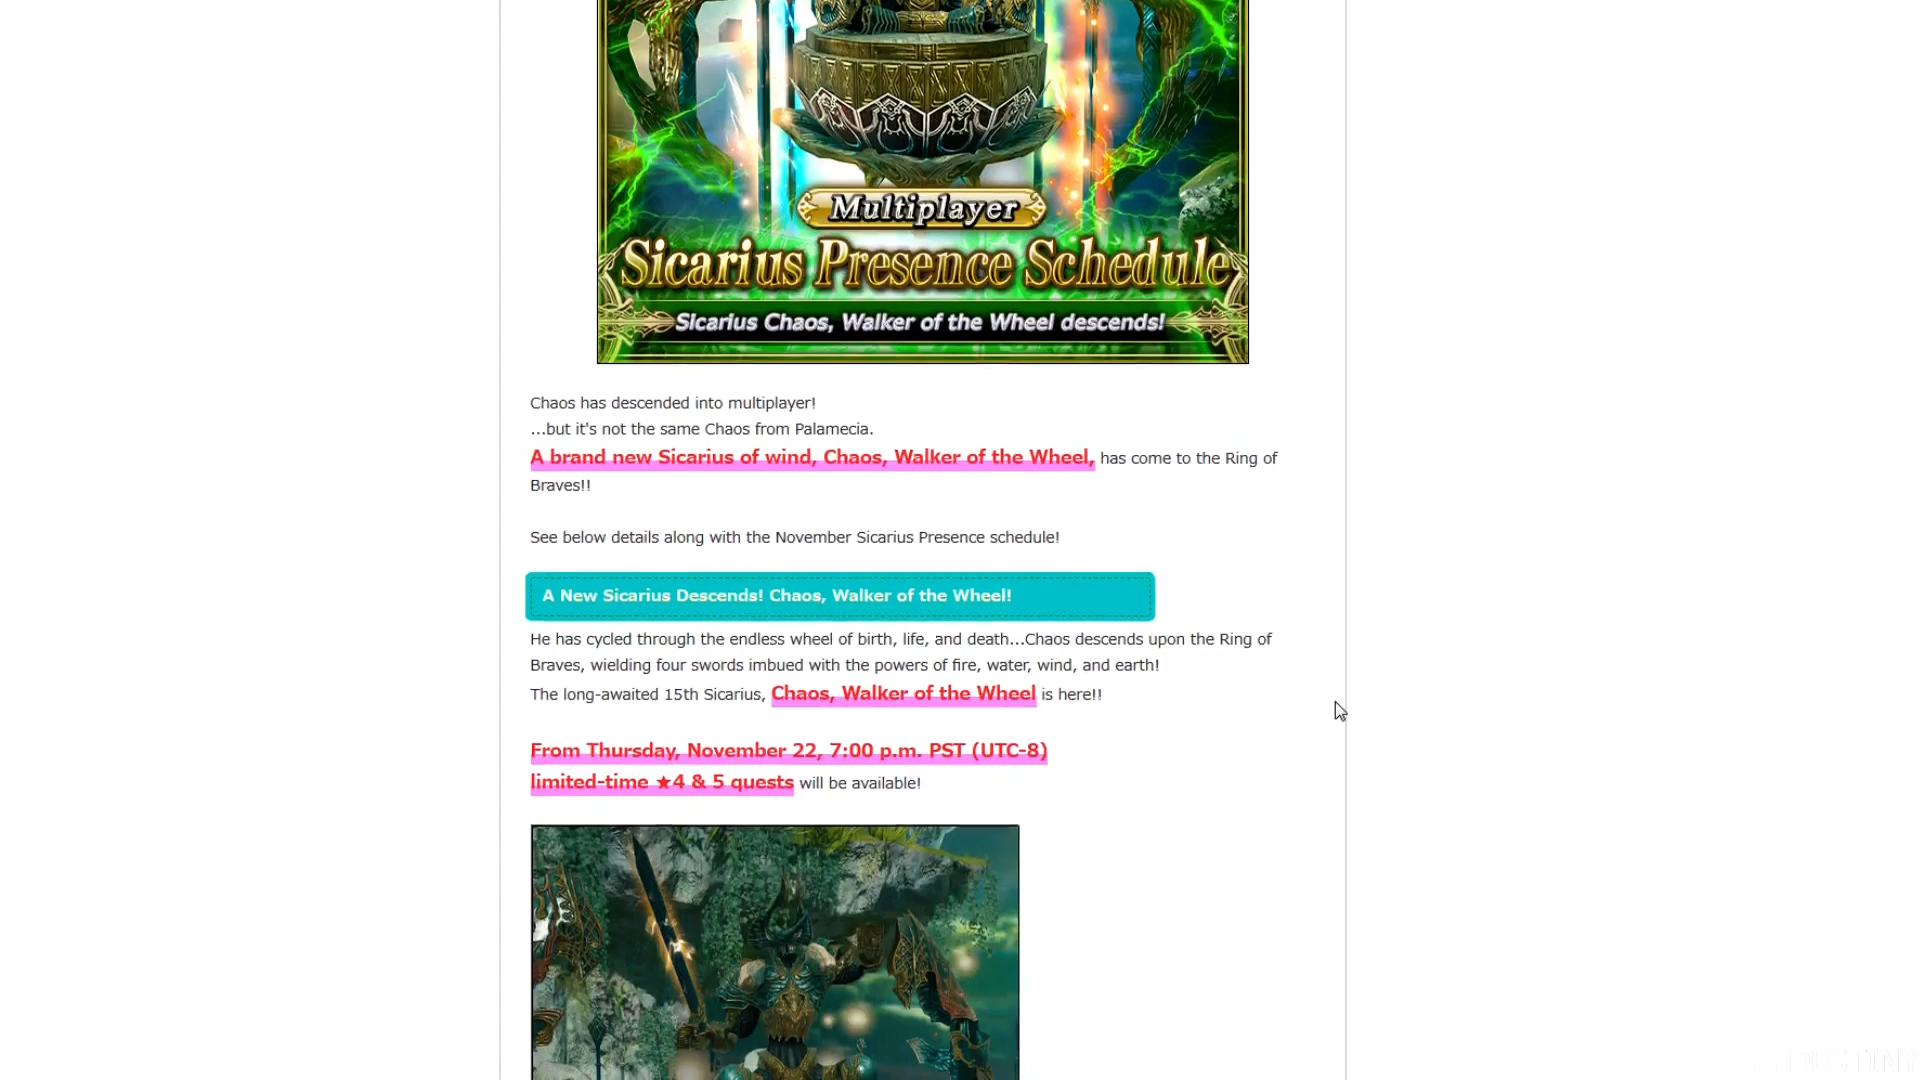 Multiplayer
Sicarius Presence Schedule
Sicarius Chaos, Walker of the Wheel descends!
Chaos has descended into multiplayer!
...but it's not the same Chaos from Palamecia.
A brand new Sicarius of wind, Chaos, Walker of the Wheel, has come to the Ring of
Braves!!
See below details along with the November Sicarius Presence schedule!
A New Sicarius Descends! Chaos, Walker of the Wheel!
He has cycled through the endless wheel of birth, life, and death...Chaos descends upon the Ring of
Braves, wielding four swords imbued with the powers of fire, water, wind, and earth!
The long-awaited 15th Sicarius, Chaos, Walker of the Wheel is here!!
From Thursday, November 22, 7:00 p.m. PST (UTC-8)
limited-time ★4 & 5 quests will be available!